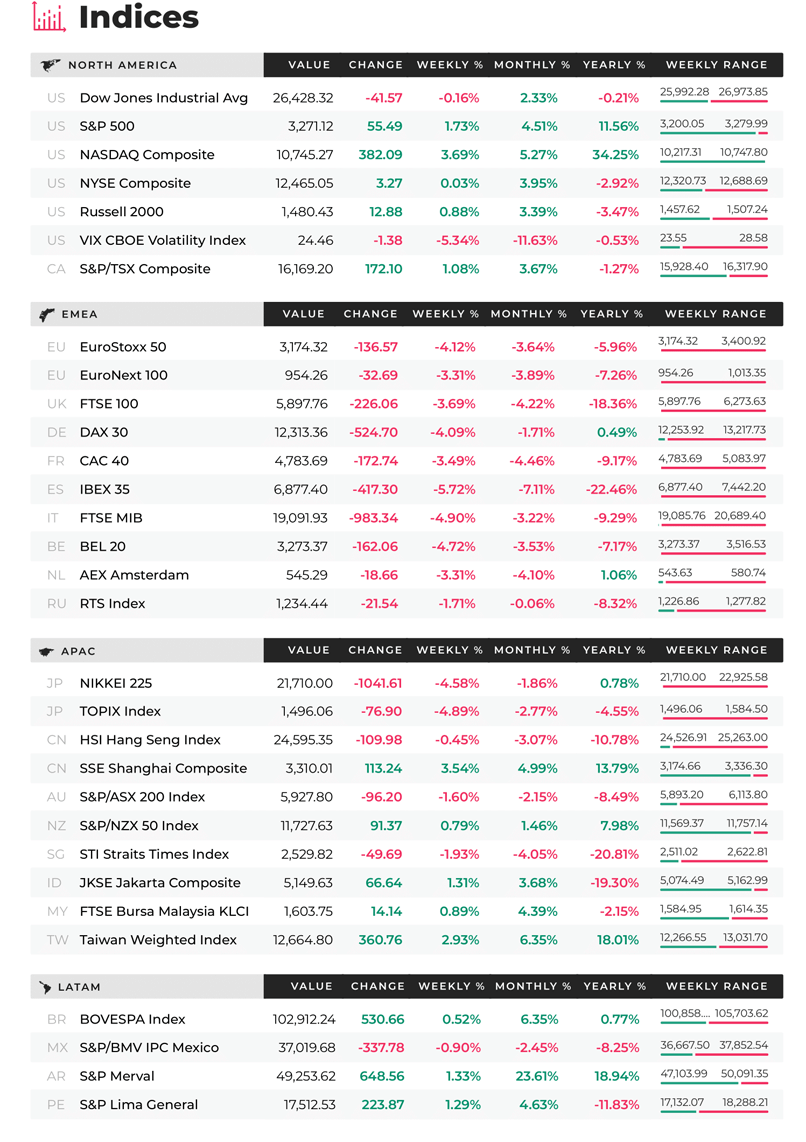 Indices
NORTH AMERICA VALUE CHANGE WEEKLY % MONTHLY % YEARLY % WEEKLY RANGE
US Dow Jones Industrial Avg 26,428.32 -41.57 -0.16% 2.33% -0.21% 25,992.28 26,973.85
US S&P 500 3,271.12 55.49 1.73% 4.51% 11.56% 3,200.05 3,279.99
US NASDAQ Composite 10,745.27 382.09 3.69% 5.27% 34.25% 10,217.31 10,747.80
US NYSE Composite 12,465.05 3.27 0.03% 3.95% -2.92% 12,320.73 12,688.69
US Russell 2000 1,480.43 12.88 0.88% 3.39% -3.47% 1,457.62 1,507.24
US VIX CBOE Volatility Index 24.46 -1.38 -5.34% -11.63% -0.53% 23.55 28.58
CA S&P/TSX Composite 16,169.20 172.10 1.08% 3.67% -1.27% 15,928.40 16,317.90
EMEA VALUE CHANGE WEEKLY % MONTHLY % YEARLY % WEEKLY RANGE
EU EuroStoxx 50 3,174.32 -136.57 -4.12% -3.64% -5.96% 3,174.32 3,400.92
EU EuroNext 100 954.26 -32.69 -3.31% -3.89% -7.26% 954.26 1,013.35
UK FTSE 100 5,897.76 -226.06 -3.69% -4.22% -18.36% 5,897.76 6,273.63
DE DAX 30 12,313.36 -524.70 -4.09% -1.71% 0.49% 12,253.92 13,217.73
FR CAC 40 4,783.69 -172.74 -3.49% -4.46% -9.17% 4,783.69 5,083.97
ES IBEX 35 6,877.40 -417.30 -5.72% -7.11% -22.46% 6,877.40 7,442.20
IT FTSE MIB 19,091.93 -983.34 -4.90% -3.22% -9.29% 19,085.76 20,689.40
BE BEL 20 3,273.37 -162.06 -4.72% -3.53% -7.17% 3,273.37 3,516.53
NL AEX Amsterdam 545.29 -18.66 -3.31% -4.10% 1.06% 543.63 580.74
RU RTS Index 1,234.44 -21.54 -1.71% -0.06% -8.32% 1,226.86 1,277.82
APAC VALUE CHANGE WEEKLY % MONTHLY % YEARLY % WEEKLY RANGE
JP NIKKEI 225 21,710.00 -1041.61 -4.58% -1.86% 0.78% 21,710.00 22,925.58
JP TOPIX Index 1,496.06 -76.90 -4.89% -2.77% -4.55% 1,496.06 1,584.50
CN HSI Hang Seng Index 24,595.35 -109.98 -0.45% -3.07% -10.78% 24,526.91 25,263.00
CN SSE Shanghai Composite 3,310.01 113.24 3.54% 4.99% 13.79% 3,174.66 3,336.30
AU S&P/ASX 200 Index 5,927.80 -96.20 -1.60% -2.15% -8.49% 5,893.20 6,113.80
NZ S&P/NZX 50 Index 11,727.63 91.37 0.79% 1.46% 7.98% 11,569.37 11,757.14
SG STI Straits Times Index 2,529.82 -49.69 -1.93% -4.05% -20.81% 2,511.02 2,622.81
ID JKSE Jakarta Composite 5,149.63 66.64 1.31% 3.68% -19.30% 5,074.49 5,162.99
MY FTSE Bursa Malaysia KLCI 1,603.75 14.14 0.89% 4.39% -2.15% 1,584.95 1,614.35
TW Taiwan Weighted Index 12,664.80 360.76 2.93% 6.35% 18.01% 12,266.55 13,031.70
LATAM VALUE CHANGE WEEKLY % MONTHLY % YEARLY % WEEKLY RANGE
BR BOVESPA Index 102,912.24 530.66 0.52% 6.35% 0.77% 100,858.... 105,703.62
MX S&P/BMV IPC Mexico 37,019.68 -337.78 -0.90% -2.45% -8.25% 36,667.50 37,852.54
AR S&P Merval 49,253.62 648.56 1.33% 23.61% 18.94% 47,103.99 50,091.35
PE S&P Lima General 17,512.53 223.87 1.29% 4.63% -11.83% 17,132.07 18,288.21